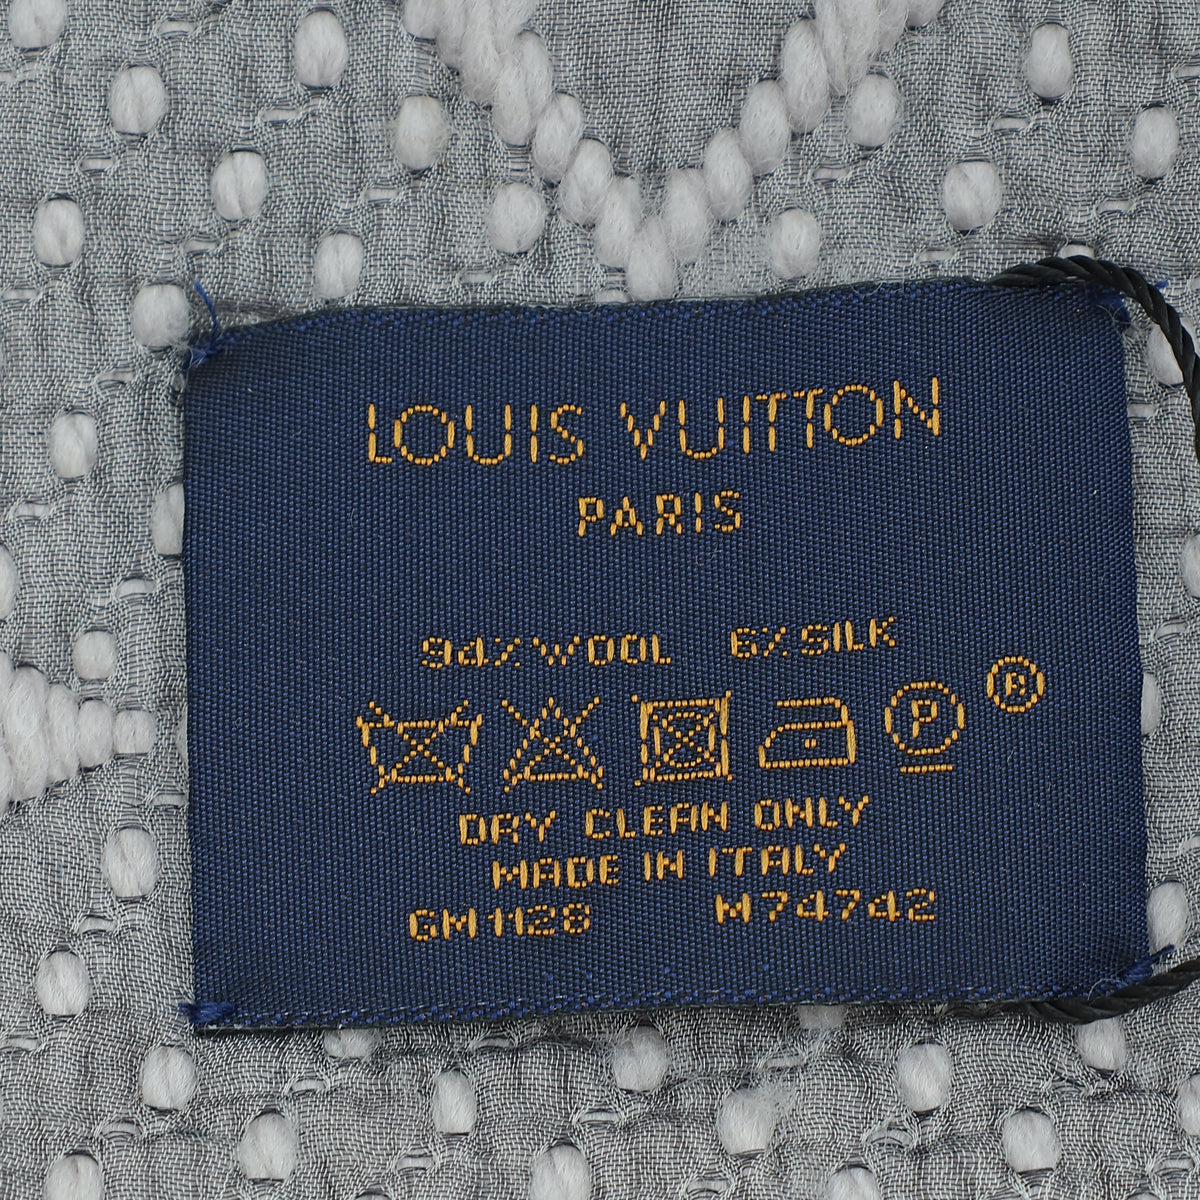 LOUIS VUITTON
PARIS
94% WOOL 6% SILK
P ®
DRY CLEAN ONLY
MADE IN ITALY
GM1128 M74742